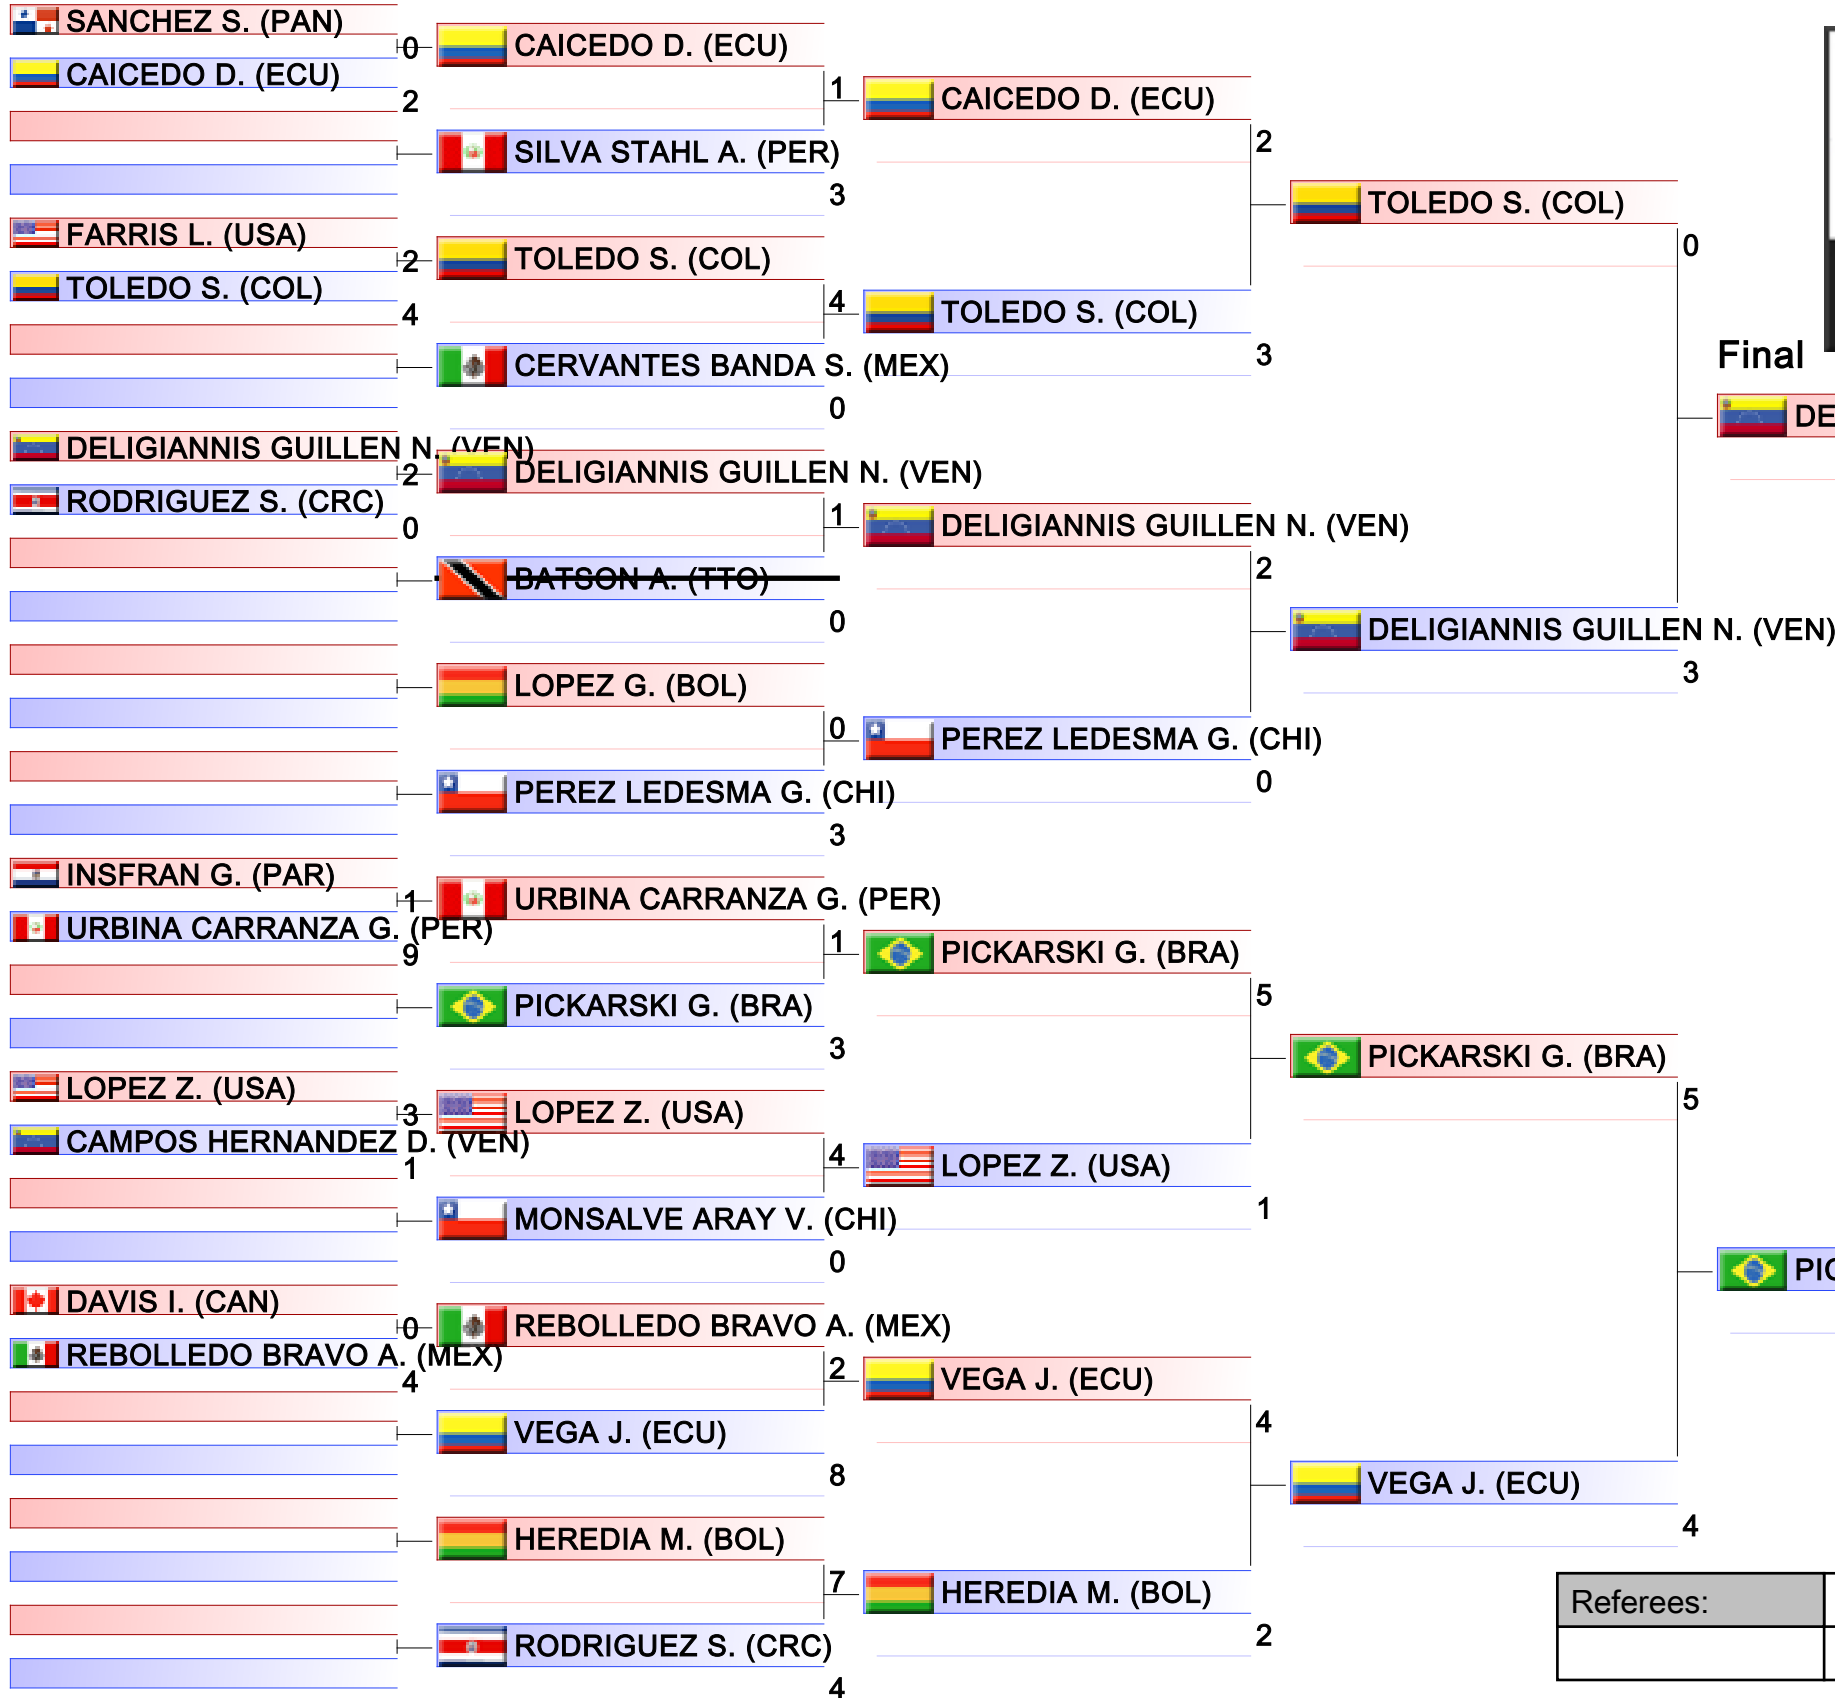 SANCHEZ S. (PAN)
0
CAICEDO D. (ECU)
2
FARRIS L. (USA)
2
TOLEDO S. (COL)
4
DELIGIANNIS GUILLEN N. (VEN)
2
RODRIGUEZ S. (CRC)
0
INSFRAN G. (PAR)
1
URBINA CARRANZA G. (PER)
9
LOPEZ Z. (USA)
3
CAMPOS HERNANDEZ D. (VEN)
1
DAVIS I. (CAN)
0
REBOLLEDO BRAVO A. (MEX)
4
CAICEDO D. (ECU)
1
SILVA STAHL A. (PER)
3
TOLEDO S. (COL)
4
CERVANTES BANDA S. (MEX)
0
DELIGIANNIS GUILLEN N. (VEN)
1
BATSON A. (TTO)
0
LOPEZ G. (BOL)
0
PEREZ LEDESMA G. (CHI)
3
URBINA CARRANZA G. (PER)
1
PICKARSKI G. (BRA)
3
LOPEZ Z. (USA)
4
MONSALVE ARAY V. (CHI)
0
REBOLLEDO BRAVO A. (MEX)
2
VEGA J. (ECU)
8
HEREDIA M. (BOL)
7
RODRIGUEZ S. (CRC)
4
CAICEDO D. (ECU)
2
TOLEDO S. (COL)
3
DELIGIANNIS GUILLEN N. (VEN)
2
PEREZ LEDESMA G. (CHI)
0
PICKARSKI G. (BRA)
5
LOPEZ Z. (USA)
1
VEGA J. (ECU)
4
HEREDIA M. (BOL)
2
TOLEDO S. (COL)
0
DELIGIANNIS GUILLEN N. (VEN)
3
PICKARSKI G. (BRA)
5
VEGA J. (ECU)
4
Final
DE
PIC
Referees: